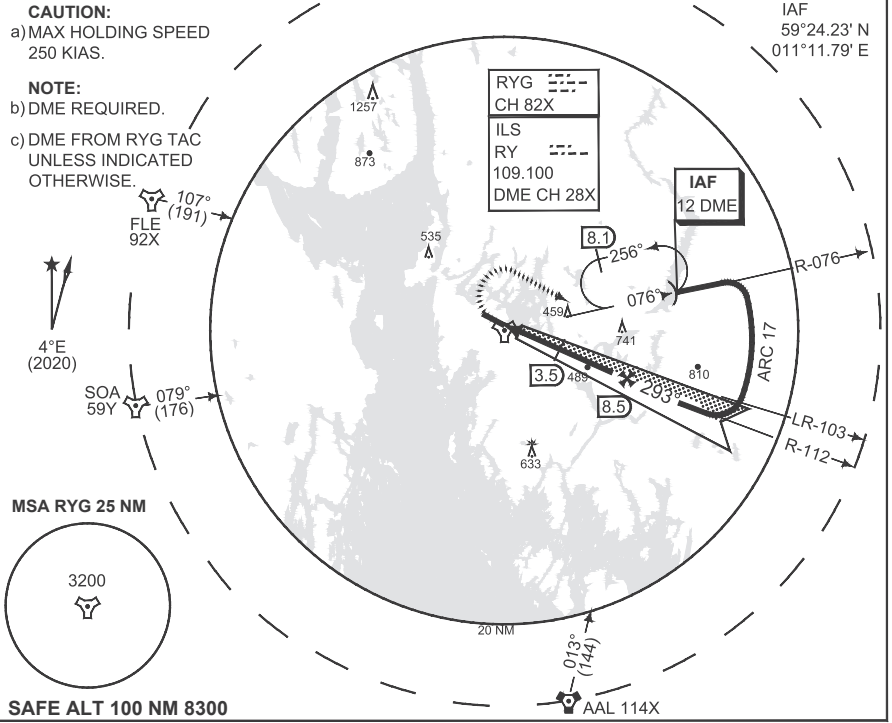 CAUTION:
a) MAX HOLDING SPEED
250 KIAS.
NOTE:
b) DME REQUIRED.
c) DME FROM RYG TAC
UNLESS INDICATED
OTHERWISE.
IAF
59°24.23' N
011°11.79' E
RYG
CH 82X
ILS
RY
109.100
DME CH 28X
IAF
12 DME
1257
873
107°
(191)
FLE
92X
535
8.1
256°
R-076
076°
459
741
4°E
(2020)
ARC 17
810
3.5
489
293°
8.5
SOA
59Y
079°
(176)
LR-103
R-112
633
MSA RYG 25 NM
3200
20 NM
013°
(144)
SAFE ALT 100 NM 8300
AAL 114X